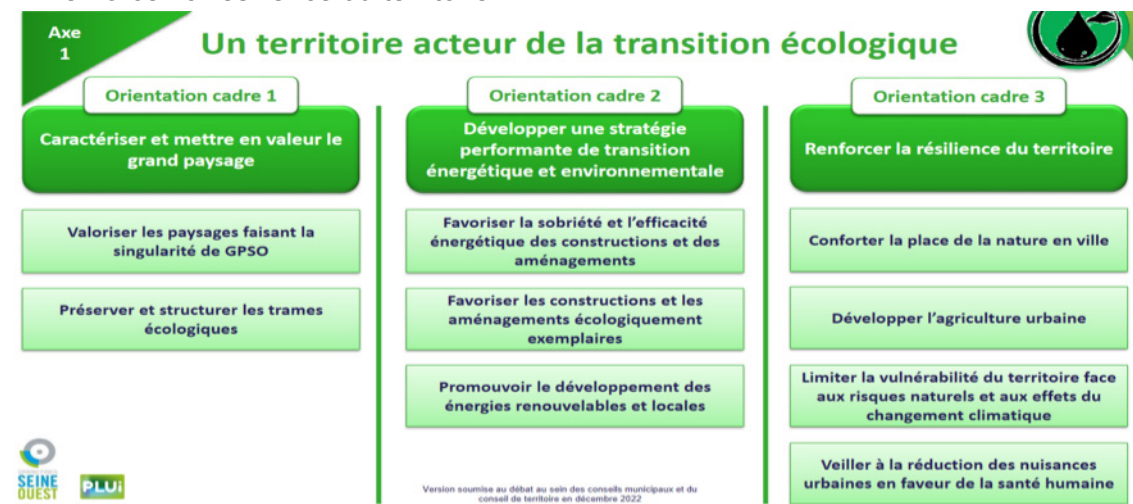 Axe
1
Un territoire acteur de la transition écologique
Orientation cadre 1
Caractériser et mettre en valeur le
grand paysage
Valoriser les paysages faisant la
singularité de GPSO
Préserver et structurer les trames
écologiques
Orientation cadre 2
Développer une stratégie
performante de transition
énergétique et environnementale
Favoriser la sobriété et l’efficacité
énergétique des constructions et des
aménagements
Favoriser les constructions et les
aménagements écologiquement
exemplaires
Promouvoir le développement des
énergies renouvelables et locales
Orientation cadre 3
Renforcer la résilience du territoire
Conforter la place de la nature en ville
Développer l’agriculture urbaine
Limiter la vulnérabilité du territoire face
aux risques naturels et aux effets du
changement climatique
Veiller à la réduction des nuisances
urbaines en faveur de la santé humaine
SEINE
OUEST
PLUi
Version soumise au débat au sein des conseils municipaux et du
conseil de territoire en décembre 2022